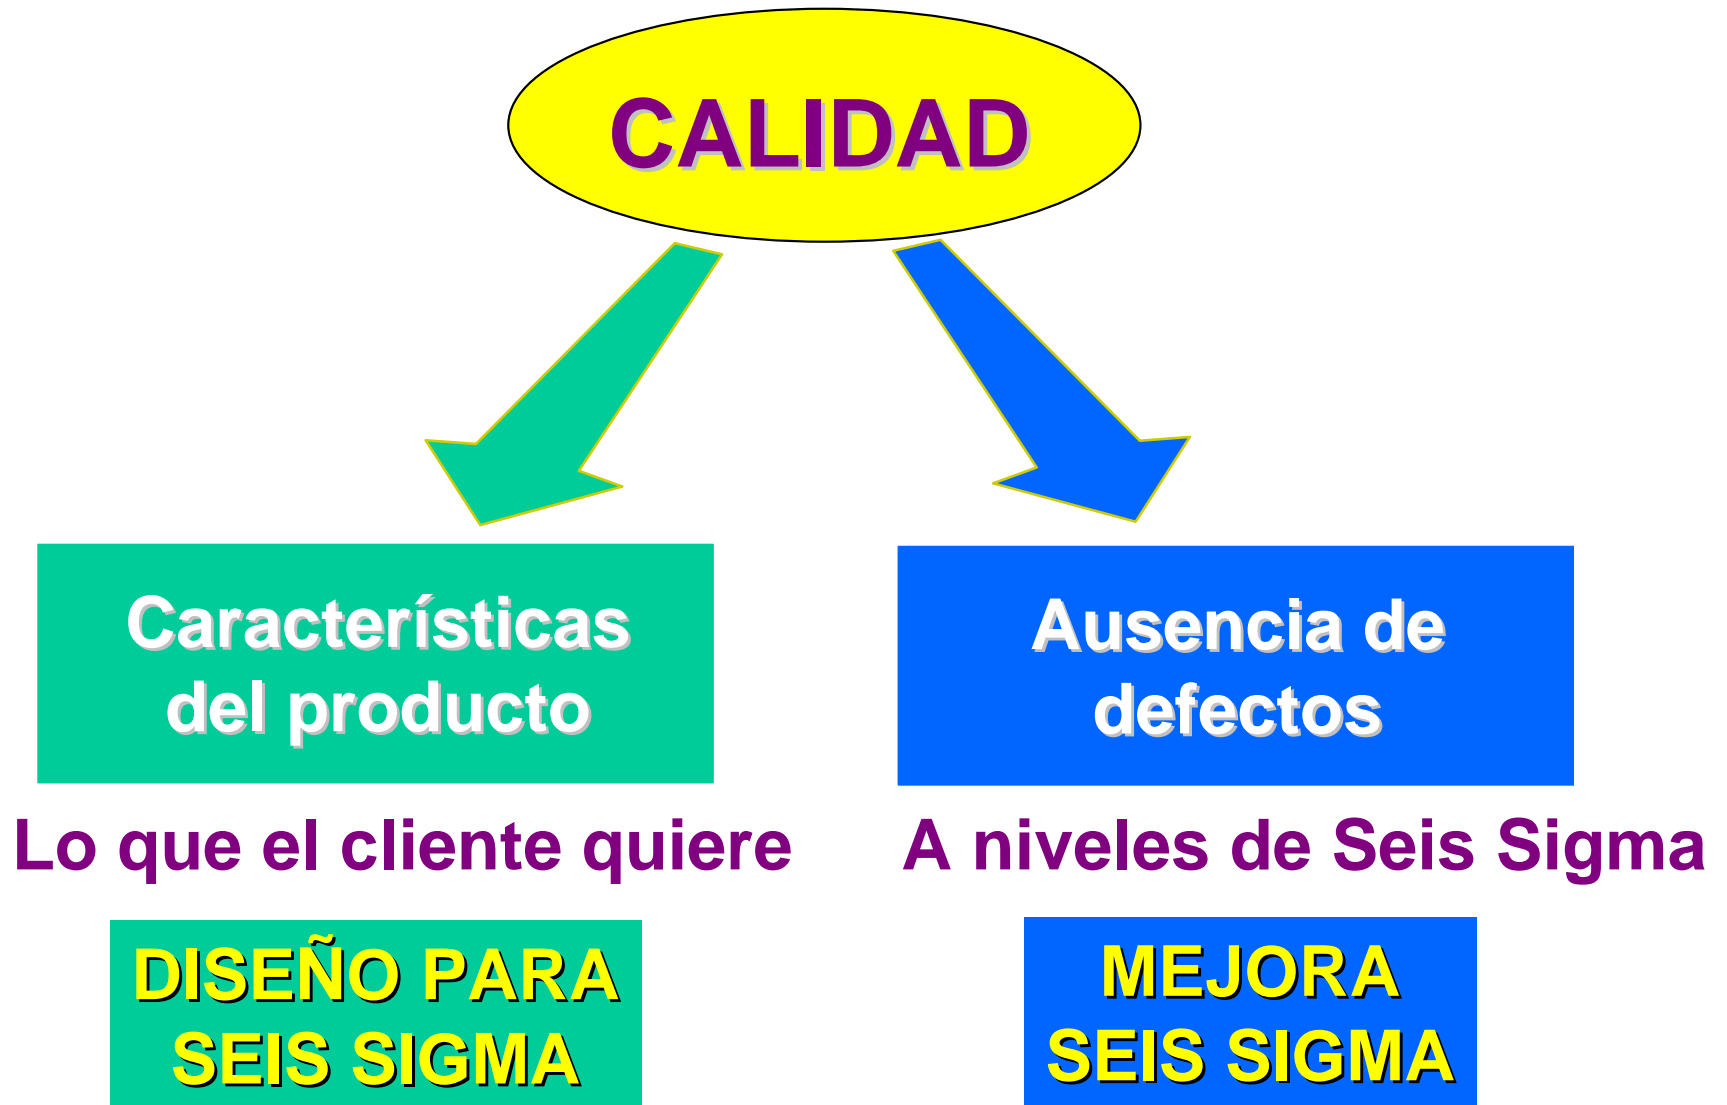 CALIDAD
Características
del producto
Lo que el cliente quiere
DISEÑO PARA
SEIS SIGMA
Ausencia de
defectos
A niveles de Seis Sigma
MEJORA
SEIS SIGMA